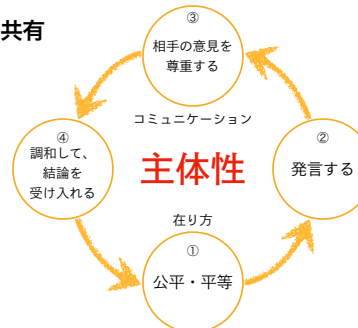 共有
③
相手の意見を
尊重する
コミュニケーション
④
調和して、
結論を
受け入れる
主体性
②
発言する
在り方
①
公平・平等